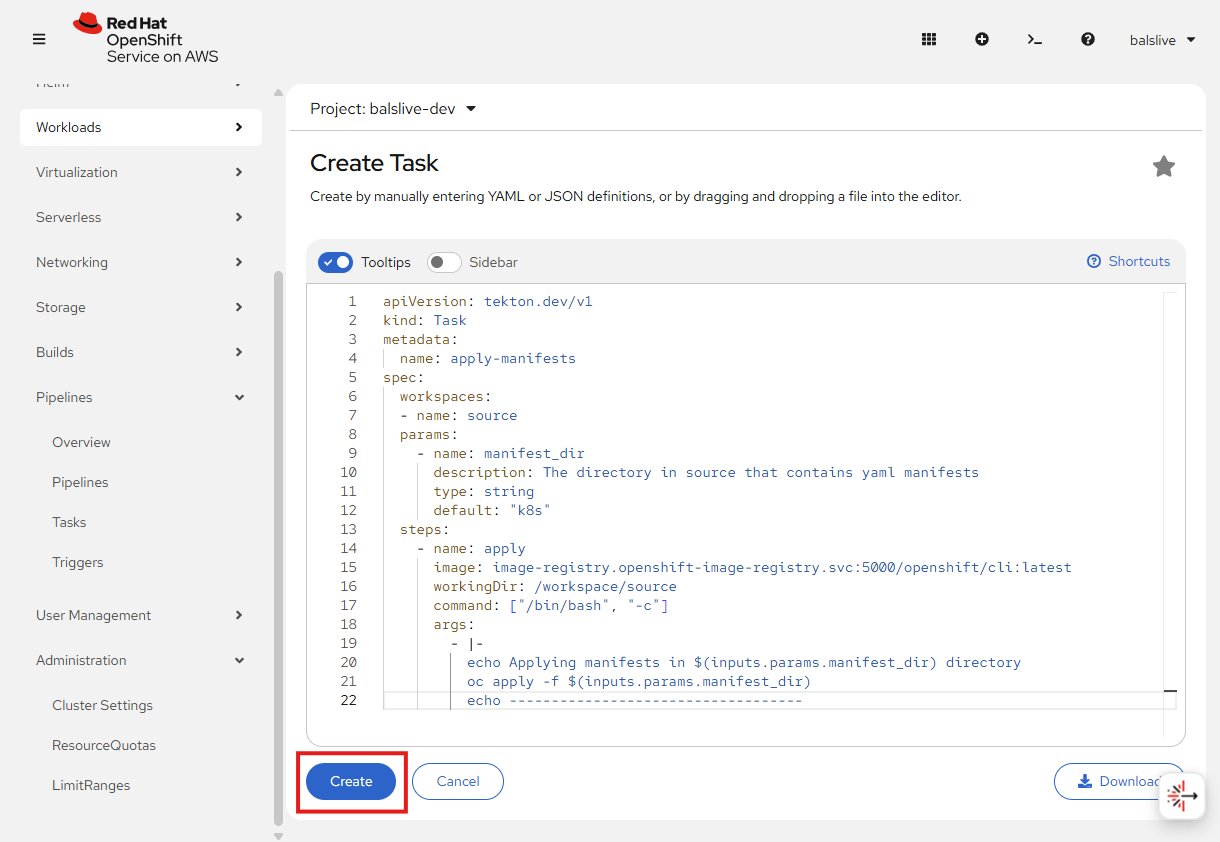 Red Hat
OpenShift
Service on AWS
balslive
Workloads
Virtualization
Serverless
Networking
Storage
Builds
Pipelines
Overview
Pipelines
Tasks
Triggers
User Management
Administration
Cluster Settings
ResourceQuotas
LimitRanges
Project: balslive-dev
Create Task
Create by manually entering YAML or JSON definitions, or by dragging and dropping a file into the editor.
Tooltips Sidebar Shortcuts
1 apiVersion: tekton.dev/v1
2 kind: Task
3 metadata:
4 name: apply-manifests
5 spec:
6 workspaces:
7 - name: source
8 params:
9 - name: manifest_dir
10 description: The directory in source that contains yaml manifests
11 type: string
12 default: "k8s"
13 steps:
14 - name: apply
15 image: image-registry.openshift-image-registry.svc:5000/openshift/cli:latest
16 workingDir: /workspace/source
17 command: ["/bin/bash", "-c"]
18 args:
19 - |-
20 echo Applying manifests in $(inputs.params.manifest_dir) directory
21 oc apply -f $(inputs.params.manifest_dir)
22 echo -----------------------------------
Create Cancel Download